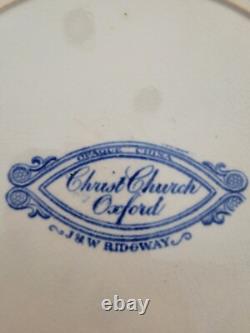 OPAQUE CHINA
Christ Church
Oxford
J & W RIDGWAY
ebay